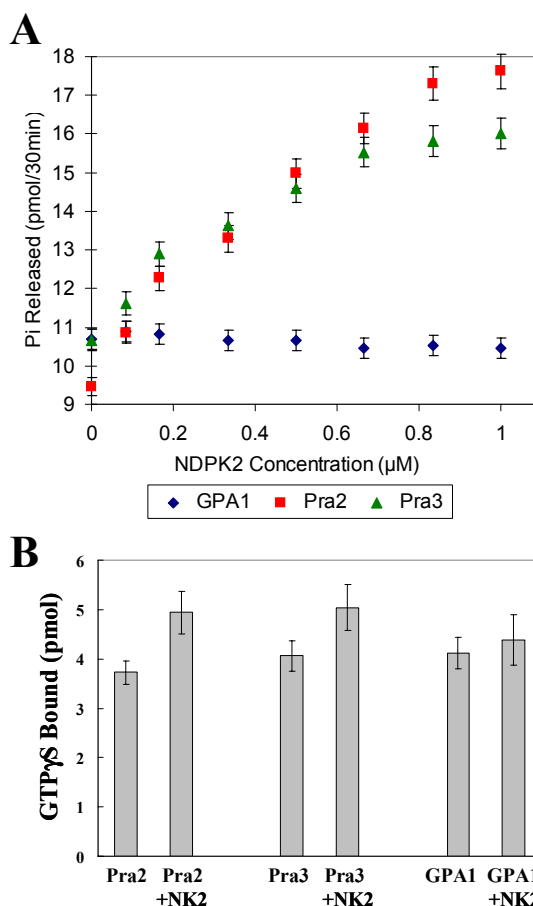 A
18
17
16
15
14
13
12
11
10
9
Pi Released (pmol/30min)
0 0.2 0.4 0.6 0.8 1
NDPK2 Concentration (µM)
GPA1 Pra2 Pra3
B
6
5
4
3
2
1
0
GTPγS Bound (pmol)
Pra2 Pra2 Pra3 Pra3 GPA1 GPA1
+NK2 +NK2 +NK2